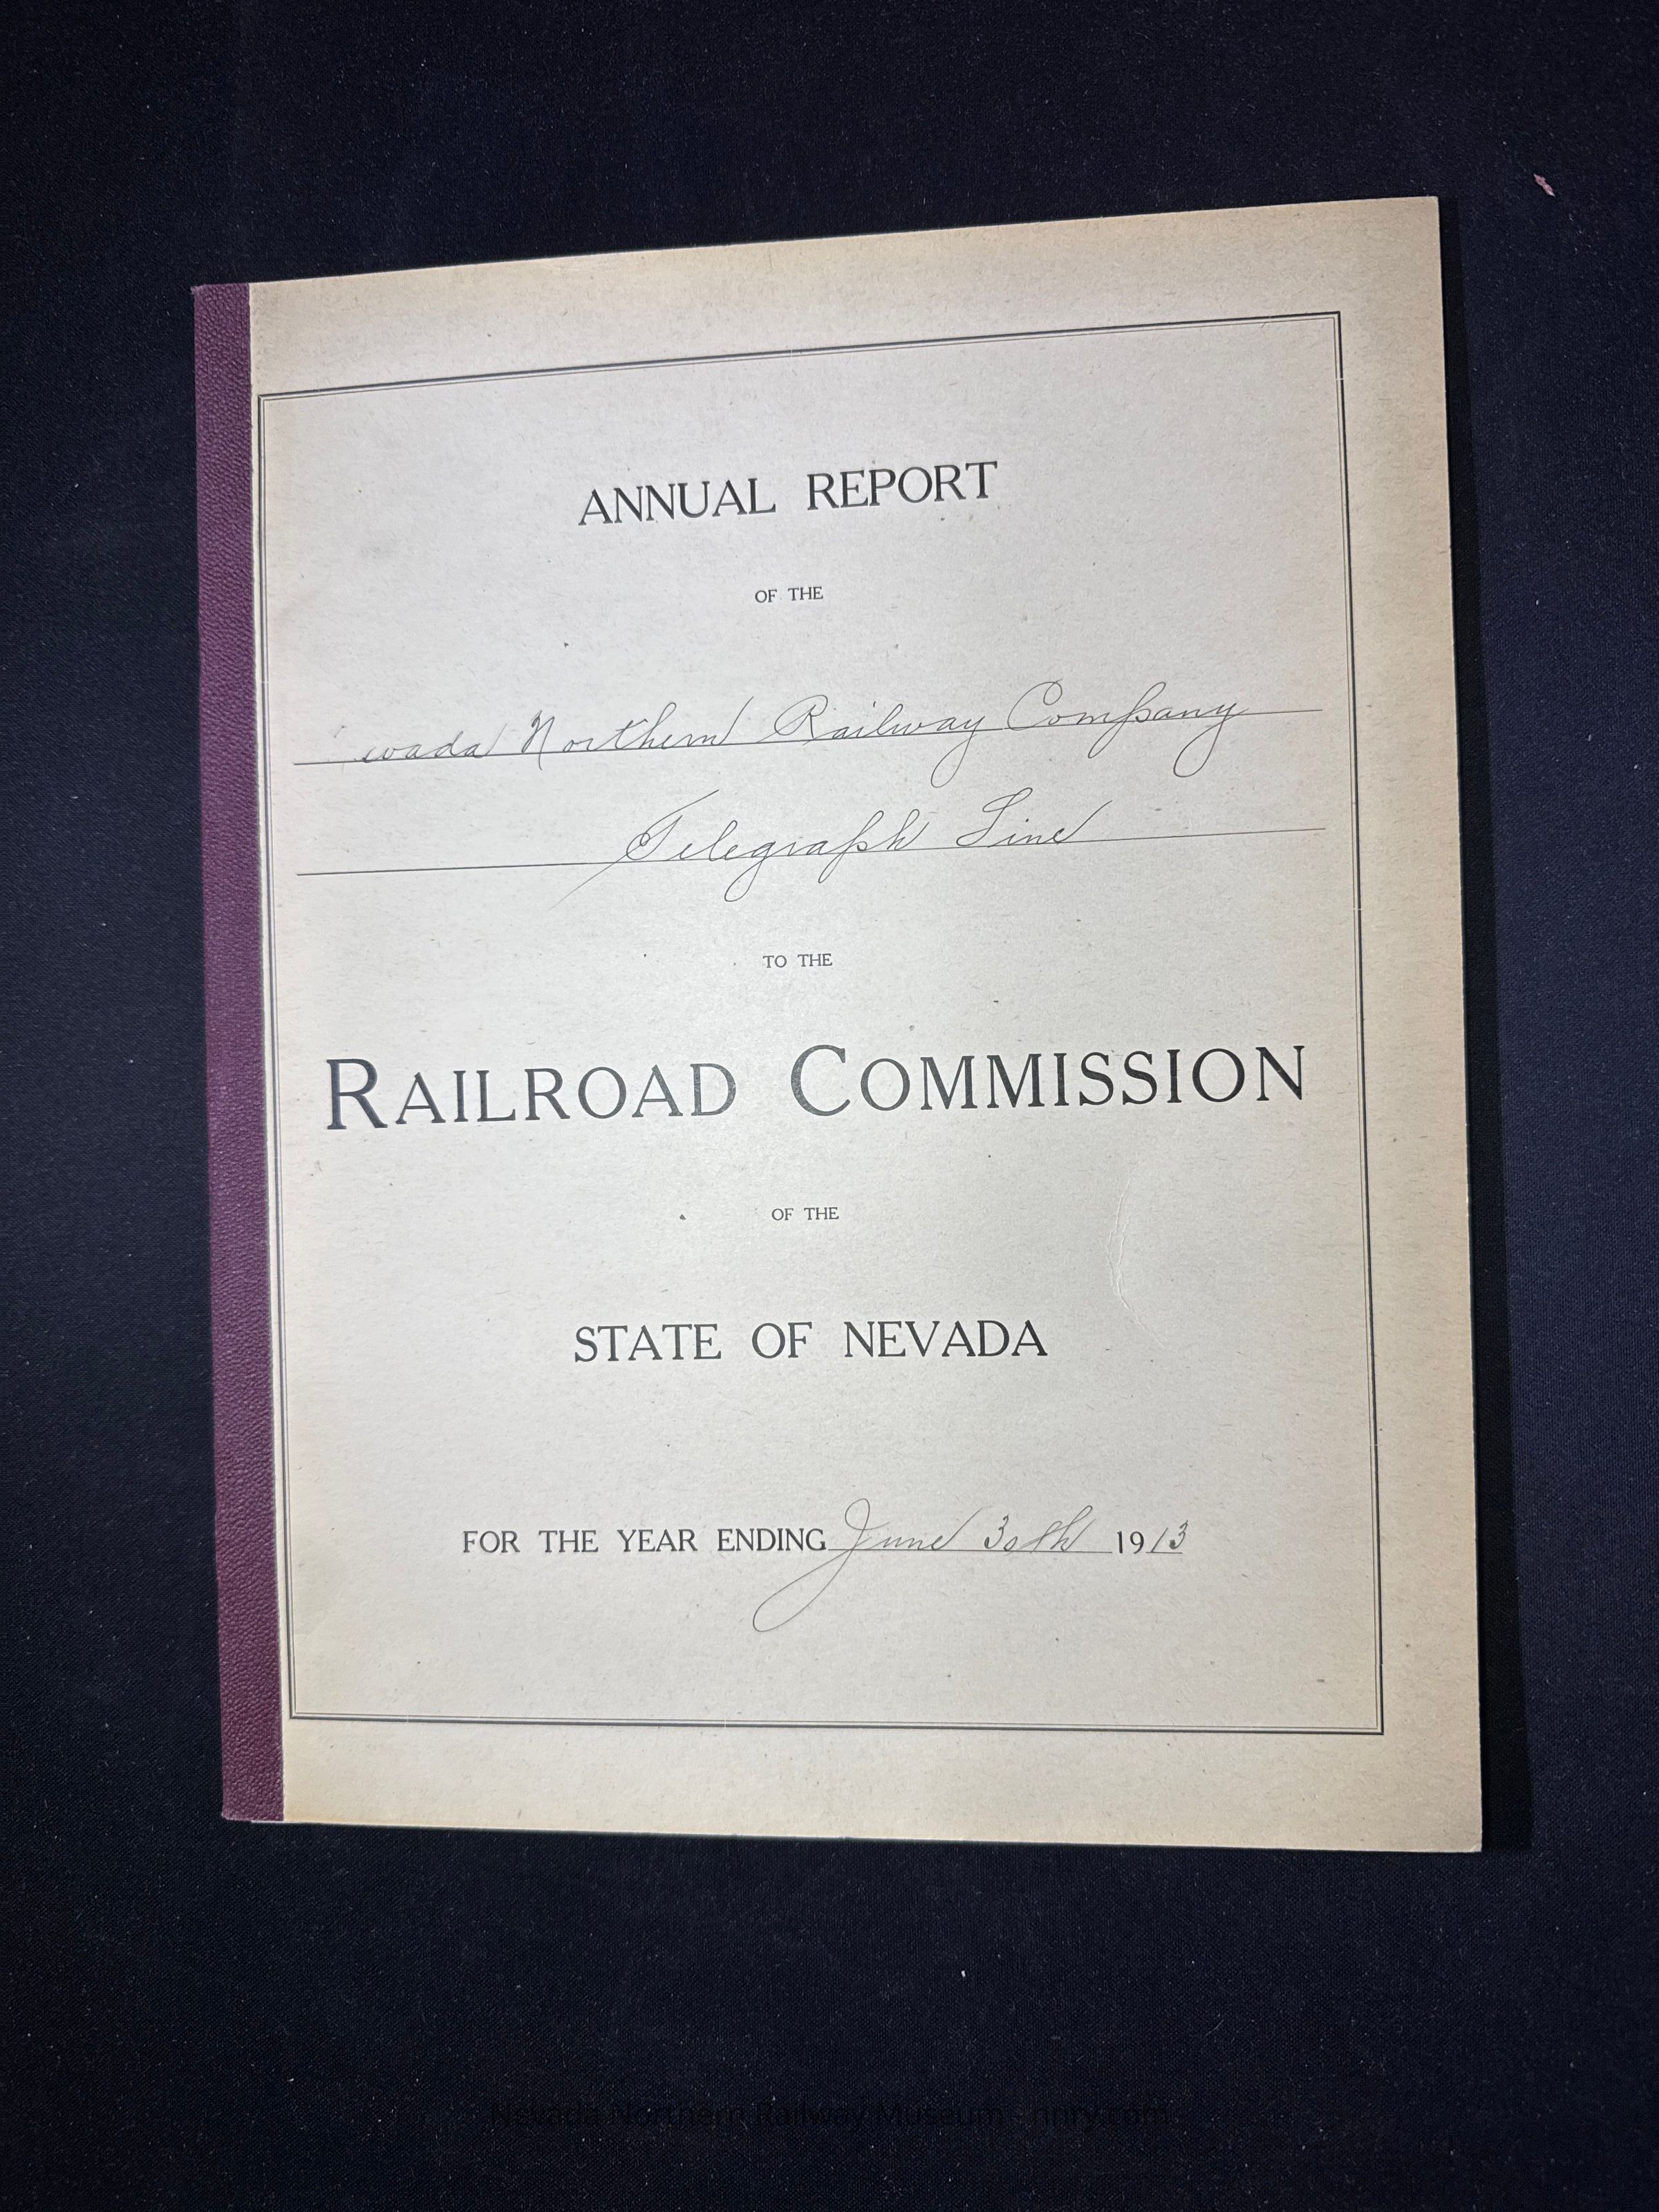 ANNUAL REPORT
OF THE
vada Northern Railway Company
Telegraph Line
TO THE
RAILROAD COMMISSION
OF THE
STATE OF NEVADA
FOR THE YEAR ENDING June 30th 1913
Nevada Northern Railway Museum - nnry.com